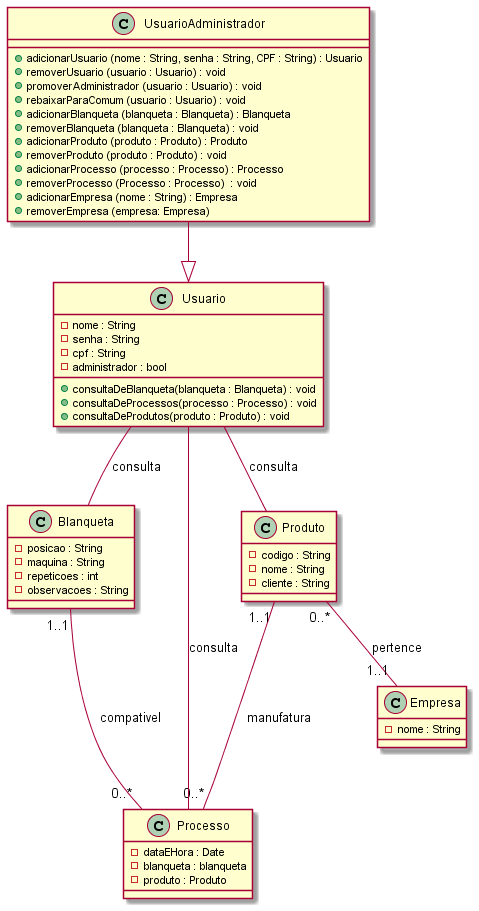 C UsuarioAdministrador
adicionarUsuario (nome : String, senha : String, CPF : String) : Usuario
removerUsuario (usuario : Usuario) : void
promoverAdministrador (usuario : Usuario) : void
rebaixarParaComum (usuario : Usuario) : void
adicionarBlanqueta (blanqueta : Blanqueta) : Blanqueta
removerBlanqueta (blanqueta : Blanqueta) : void
adicionarProduto (produto : Produto) : Produto
removerProduto (produto : Produto) : void
adicionarProcesso (processo : Processo) : Processo
removerProcesso (Processo : Processo) : void
adicionarEmpresa (nome : String) : Empresa
removerEmpresa (empresa: Empresa)
C Usuario
nome : String
senha : String
cpf : String
administrador : bool
consultaDeBlanqueta(blanqueta : Blanqueta) : void
consultaDeProcessos(processo : Processo) : void
consultaDeProdutos(produto : Produto) : void
consulta
consulta
C Blanqueta
posicao : String
maquina : String
repeticoes : int
observacoes : String
C Produto
codigo : String
nome : String
cliente : String
1..1
1..1
0..*
consulta
pertence
1..1
C Empresa
nome : String
compativel
manufatura
0..*
0..*
C Processo
dataEHora : Date
blanqueta : blanqueta
produto : Produto